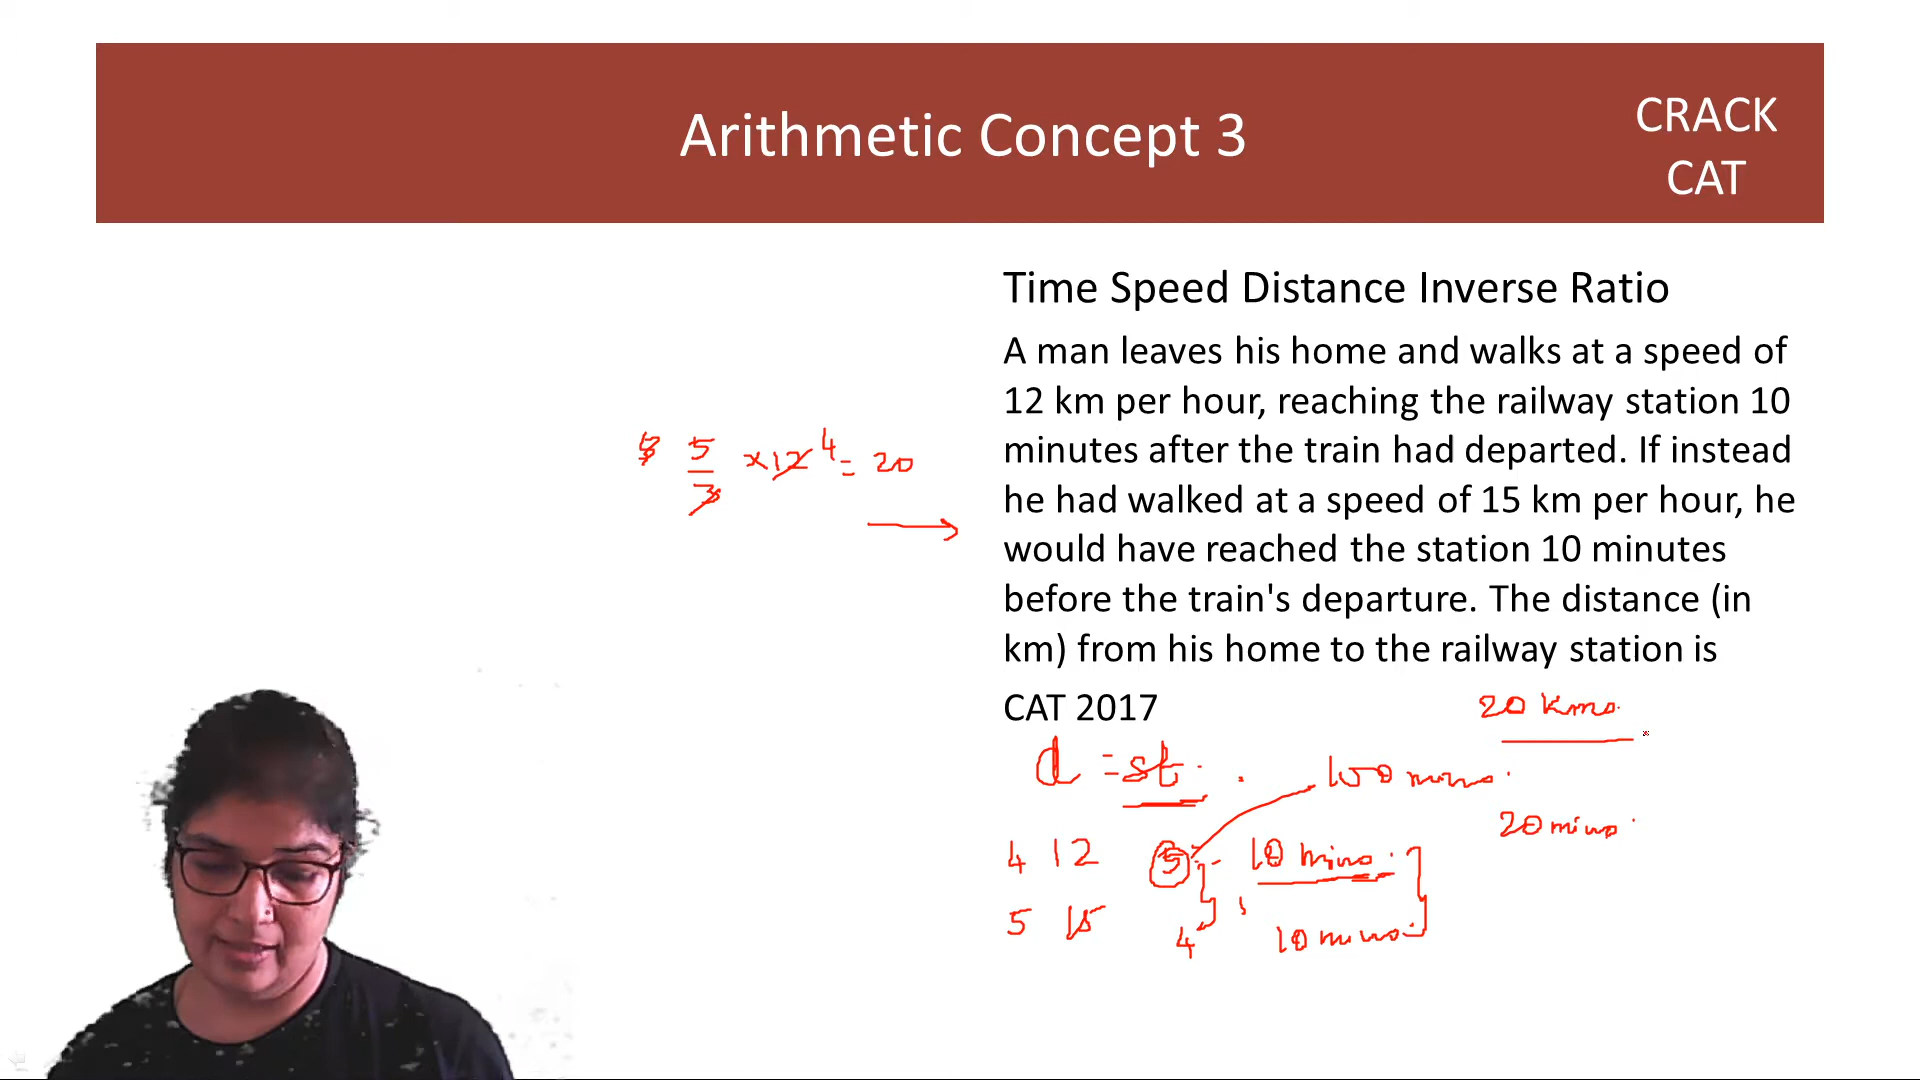 Arithmetic Concept 3
CRACK
CAT
Time Speed Distance Inverse Ratio
A man leaves his home and walks at a speed of
12 km per hour, reaching the railway station 10
minutes after the train had departed. If instead
he had walked at a speed of 15 km per hour, he
would have reached the station 10 minutes
before the train's departure. The distance (in
km) from his home to the railway station is
CAT 2017
5/3 x12 4 = 20
20 Kms.
d = st.
100 mins.
20 mins.
4 12 5 10 mins.
5 15 4 1 10 mins.